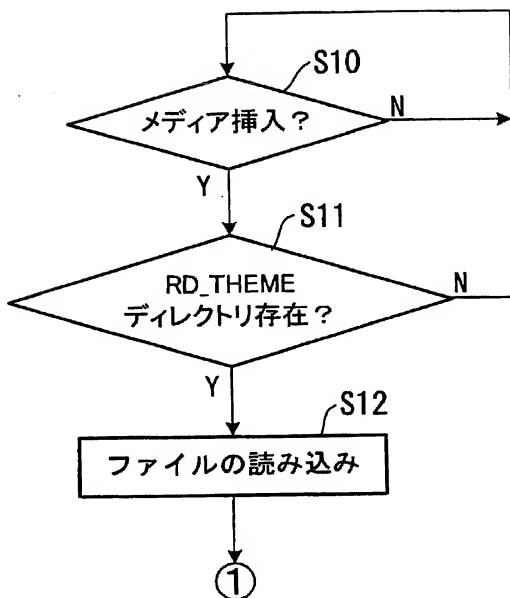 S10
メディア挿入?
N
Y
S11
RD_THEME
ディレクトリ存在?
N
Y
S12
ファイルの読み込み
①